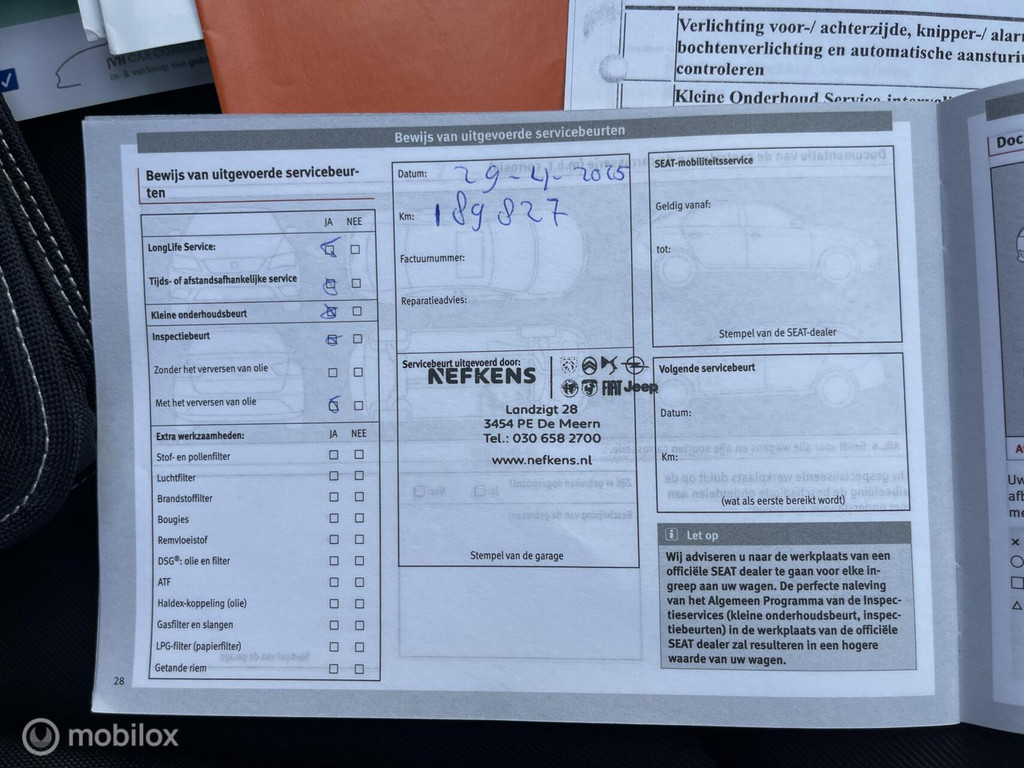 Verlichting voor-/ achterzijde, knipper-/ alarm
bochtenverlichting en automatische
controleren
Kleine Onderhoud Service
Bewijs van uitgevoerde servicebeurten
Bewijs van uitgevoerde servicebeur-
ten
JA NEE
LongLife Service:
Tijds- of afstandsafhankelijke service
Kleine onderhoudsbeurt
Inspectiebeurt
Zonder het verversen van olie
Met het verversen van olie
Extra werkzaamheden: JA NEE
Stof- en pollenfilter
Luchtfilter
Brandstoffilter
Bougies
Remvloeistof
DSG®: olie en filter
ATF
Haldex-koppeling (olie)
Gasfilter en slangen
LPG-filter (papierfilter)
Getande riem
28
Datum: 29-4-2025
Km: 189827
Factuurnummer:
Reparatieadvies:
Servicebeurt uitgevoerd door:
NEFKENS
FIAT Jeep
Landzigt 28
3454 PE De Meern
Tel.: 030 658 2700
www.nefkens.nl
Stempel van de garage
SEAT-mobiliteitsservice
Geldig vanaf:
tot:
Stempel van de SEAT-dealer
Volgende servicebeurt
Datum:
Km:
(wat als eerste bereikt wordt)
i Let op
Wij adviseren u naar de werkplaats van een
officiële SEAT dealer te gaan voor elke in-
greep aan uw wagen. De perfecte naleving
van het Algemeen Programma van de Inspec-
tieservices (kleine onderhoudsbeurt, inspec-
tiebeurten) in de werkplaats van de officiële
SEAT dealer zal resulteren in een hogere
waarde van uw wagen.
Doc
Uw
aft
me
mobilox